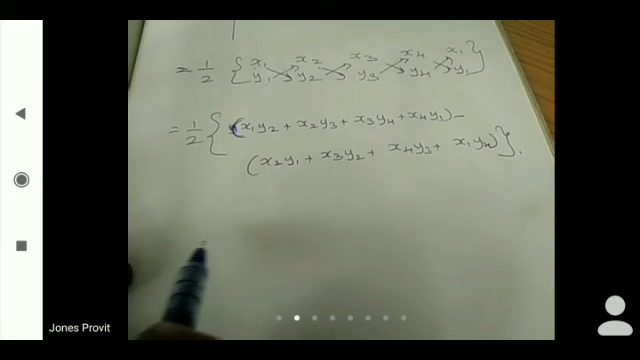 = 1/2 { x₁ x₂ x₃ x₄ x₁
y₁ y₂ y₃ y₄ y₁ }
= 1/2 { (x₁y₂ + x₂y₃ + x₃y₄ + x₄y₁) –
(x₂y₁ + x₃y₂ + x₄y₃ + x₁y₄) }.
Jones Provit